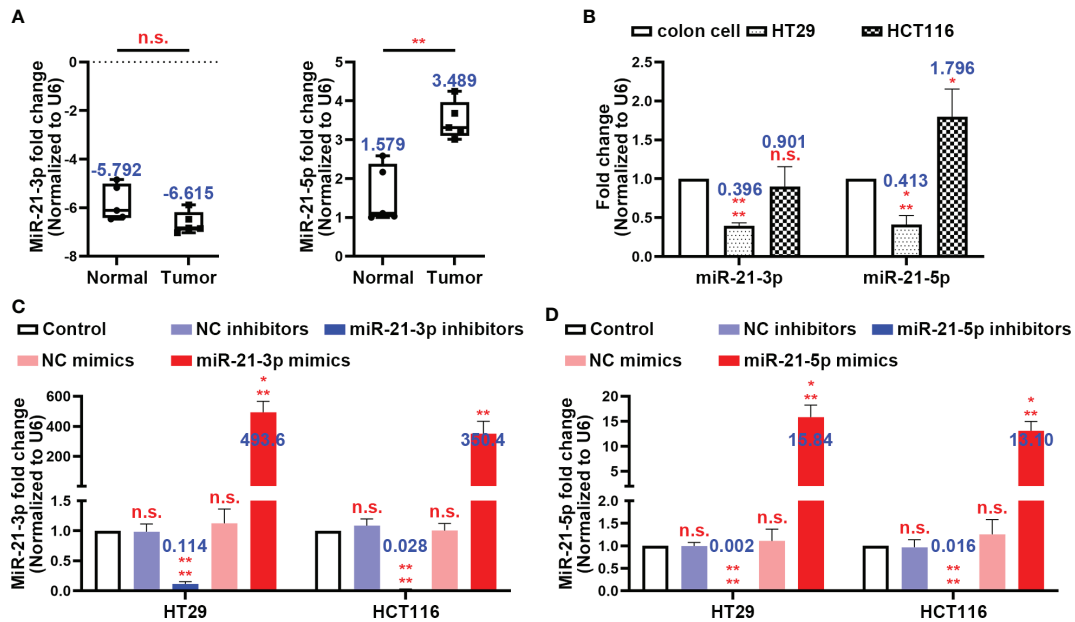 A
n.s.
MiR-21-3p fold change
(Normalized to U6)
0
-2
-4
-6
-8
-5.792
-6.615
Normal
Tumor
**
MiR-21-5p fold change
(Normalized to U6)
5
4
3
2
1
0
1.579
3.489
Normal
Tumor
B
colon cell
HT29
HCT116
Fold change
(Normalized to U6)
2.5
2.0
1.5
1.0
0.5
0.0
0.396
**
**
0.901
n.s.
0.413
*
**
1.796
*
miR-21-3p
miR-21-5p
C
Control
NC inhibitors
miR-21-3p inhibitors
NC mimics
miR-21-3p mimics
MiR-21-3p fold change
(Normalized to U6)
600
400
200
1.5
1.0
0.5
0.0
n.s.
0.114
**
**
n.s.
*
**
493.6
n.s.
0.028
**
**
n.s.
**
350.4
HT29
HCT116
D
Control
NC inhibitors
miR-21-5p inhibitors
NC mimics
miR-21-5p mimics
MiR-21-5p fold change
(Normalized to U6)
20
15
10
5
2.0
1.5
1.0
0.5
0.0
n.s.
0.002
**
**
n.s.
*
**
15.84
n.s.
0.016
**
**
n.s.
*
**
13.10
HT29
HCT116